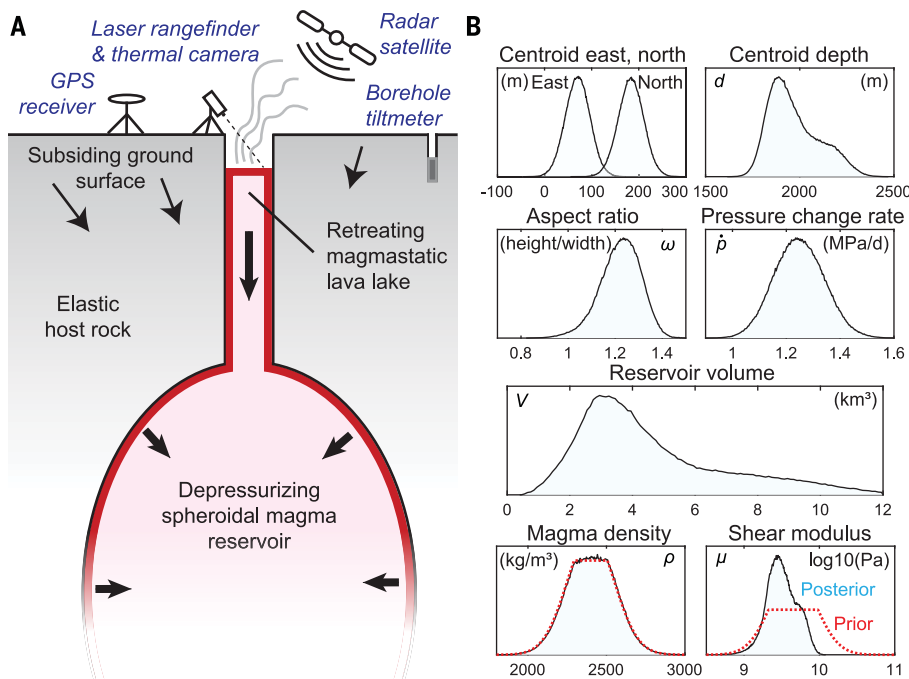 A
Laser rangefinder
& thermal camera
Radar
satellite
GPS
receiver
Borehole
tiltmeter
Subsiding ground
surface
Retreating
magmastatic
lava lake
Elastic
host rock
Depressurizing
spheroidal magma
reservoir
B
Centroid east, north
(m) East North
-100 0 100 200 300
Centroid depth
d (m)
1500 2000 2500
Aspect ratio
(height/width) ω
0.8 1 1.2 1.4
Pressure change rate
ṗ (MPa/d)
1 1.2 1.4 1.6
Reservoir volume
V (km³)
0 2 4 6 8 10 12
Magma density
(kg/m³) ρ
2000 2500 3000
Shear modulus
μ log10(Pa)
Posterior
Prior
9 10 11